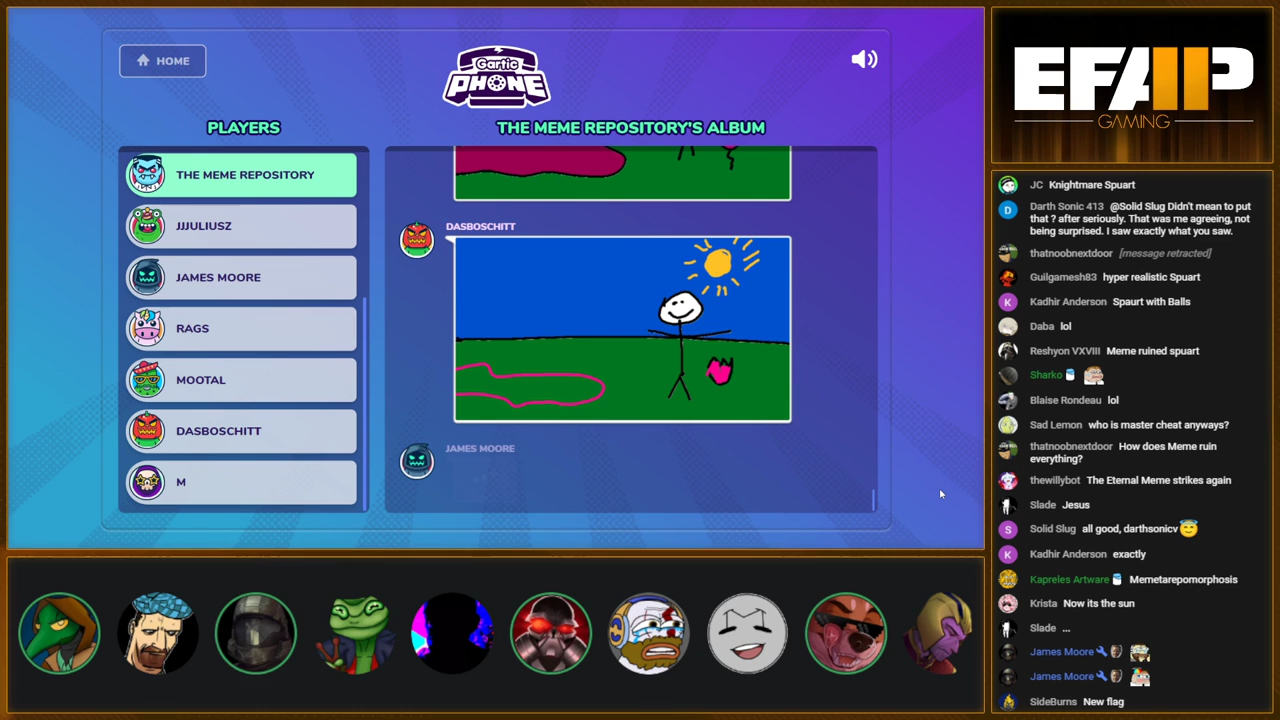 HOME
Gartic
PHONE
PLAYERS
THE MEME REPOSITORY'S ALBUM
THE MEME REPOSITORY
JJJULIUSZ
JAMES MOORE
RAGS
MOOTAL
DASBOSCHITT
M
DASBOSCHITT
JAMES MOORE
EFAP
GAMING
JC Knightmare Spuart
Darth Sonic 413 @Solid Slug Didn't mean to put
that ? after seriously. That was me agreeing, not
being surprised. I saw exactly what you saw.
thatnoobnextdoor [message retracted]
Guilgamesh83 hyper realistic Spuart
Kadhir Anderson Spaurt with Balls
Daba lol
Reshyon VXVIII Meme ruined spuart
Sharko
Blaise Rondeau lol
Sad Lemon who is master cheat anyways?
thatnoobnextdoor How does Meme ruin
everything?
thewillybot The Eternal Meme strikes again
Slade Jesus
Solid Slug all good, darthsonicv
Kadhir Anderson exactly
Kapreles Artware Memetarepomorphosis
Krista Now its the sun
Slade ...
James Moore
James Moore
SideBurns New flag